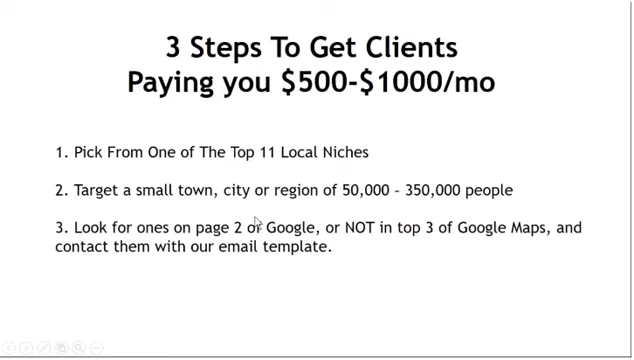 3 Steps To Get Clients
Paying you $500-$1000/mo
1. Pick From One of The Top 11 Local Niches
2. Target a small town, city or region of 50,000 – 350,000 people
3. Look for ones on page 2 of Google, or NOT in top 3 of Google Maps, and
contact them with our email template.